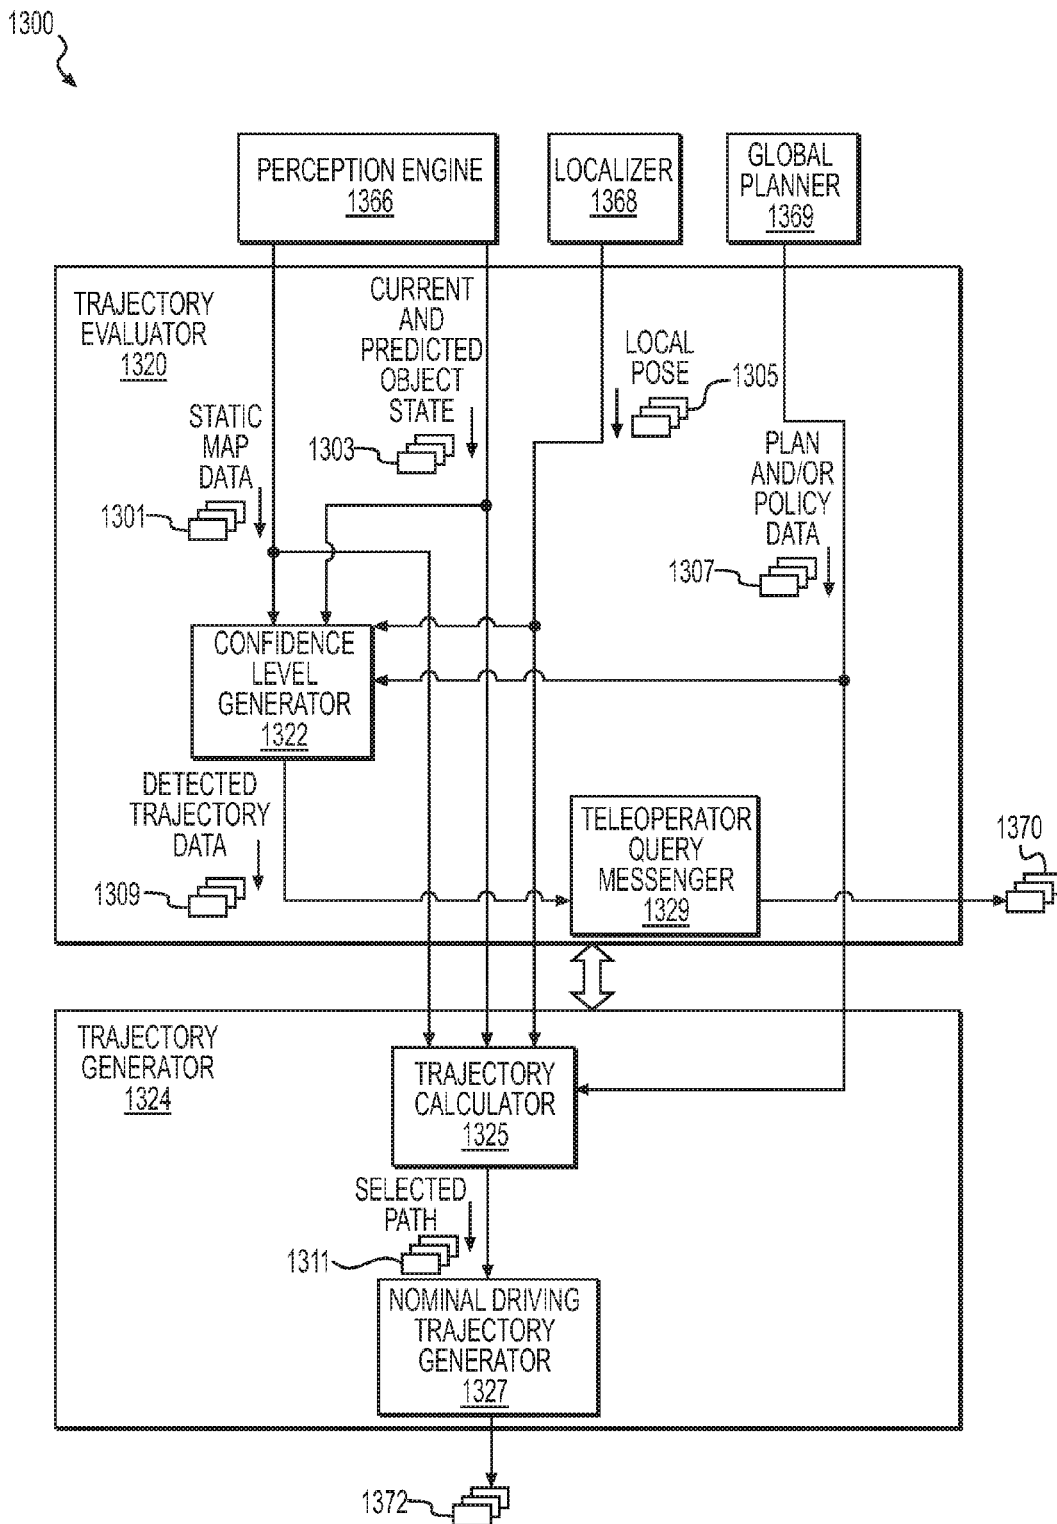 1300
PERCEPTION ENGINE
1366
LOCALIZER
1368
GLOBAL
PLANNER
1369
TRAJECTORY
EVALUATOR
1320
CURRENT
AND
PREDICTED
OBJECT
STATE
1303
LOCAL
POSE
1305
STATIC
MAP
DATA
1301
PLAN
AND/OR
POLICY
DATA
1307
CONFIDENCE
LEVEL
GENERATOR
1322
DETECTED
TRAJECTORY
DATA
1309
TELEOPERATOR
QUERY
MESSENGER
1329
1370
TRAJECTORY
GENERATOR
1324
TRAJECTORY
CALCULATOR
1325
SELECTED
PATH
1311
NOMINAL DRIVING
TRAJECTORY
GENERATOR
1327
1372